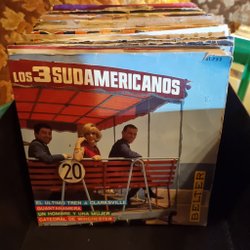 LOS 3 SUDAMERICANOS
20
EL ULTIMO TREN A CLARKSVILLE
GUANTANAMERA
UN HOMBRE Y UNA MUJER
CATEDRAL DE WINCHESTER
BELTER